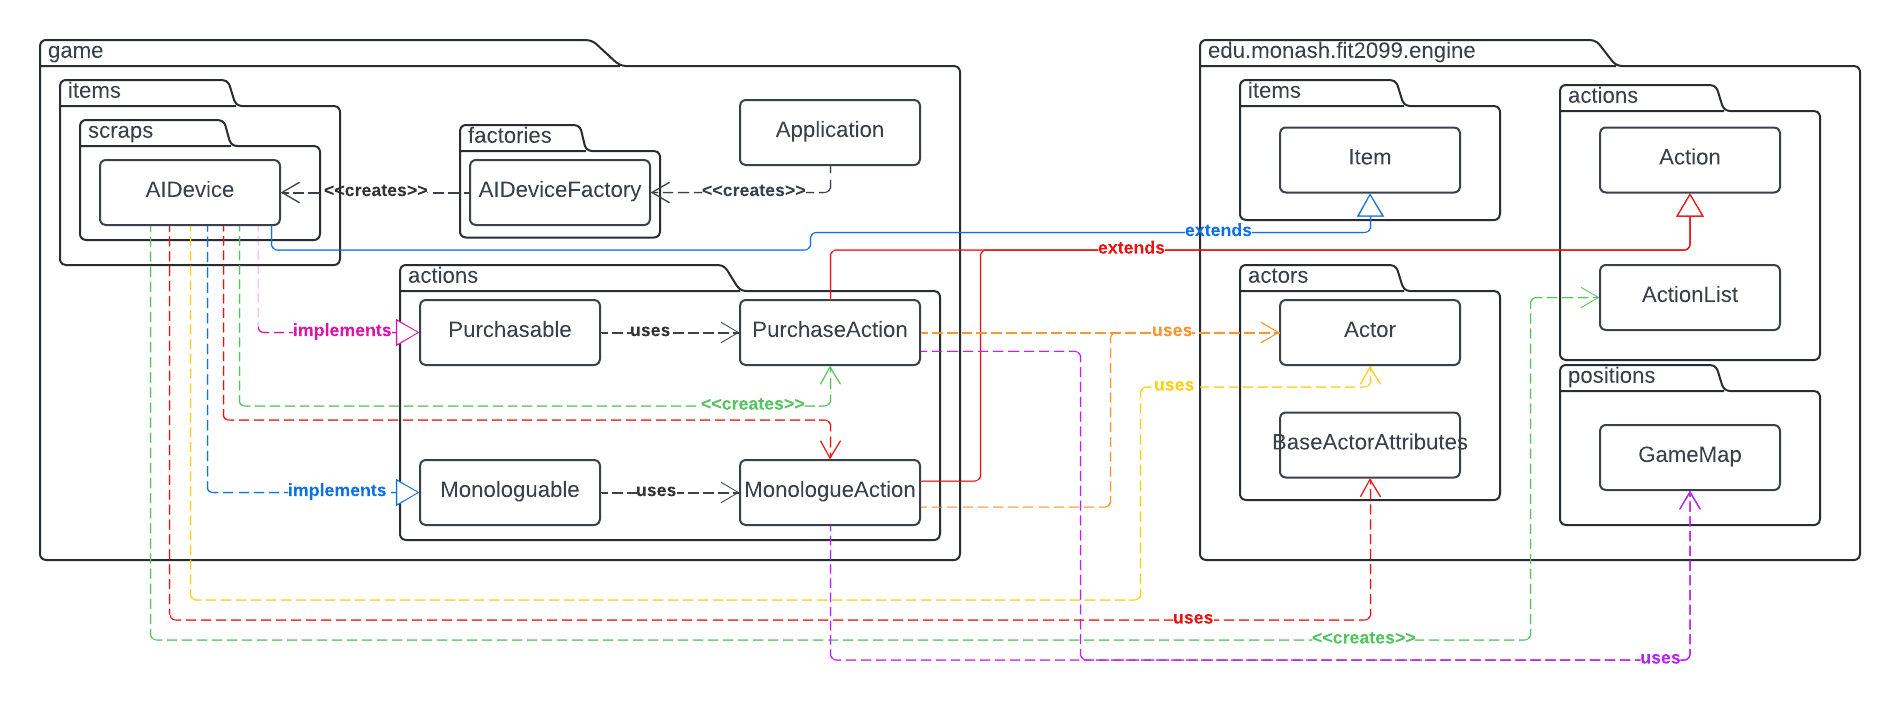 game
items
scraps
AIDevice
<<creates>>
factories
AIDeviceFactory
<<creates>>
Application
actions
Purchasable
uses
PurchaseAction
implements
<<creates>>
Monologuable
uses
MonologueAction
implements
extends
extends
edu.monash.fit2099.engine
items
Item
actions
Action
ActionList
actors
Actor
BaseActorAttributes
positions
GameMap
uses
uses
uses
<<creates>>
uses